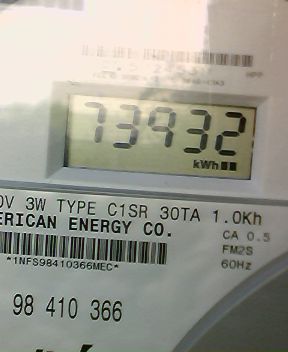 73932
kWh
V 3W TYPE C1SR 30TA 1.0Kh
ERICAN ENERGY CO.
CA 0.5
FM2S
60Hz
*1NFS98410366MEC*
98 410 366